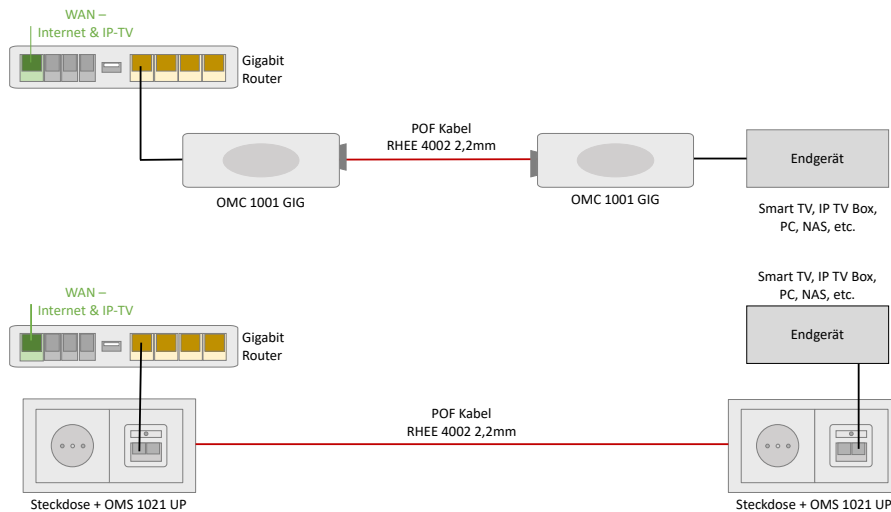 WAN –
Internet & IP-TV
Gigabit
Router
POF Kabel
RHEE 4002 2,2mm
Endgerät
OMC 1001 GIG
OMC 1001 GIG
Smart TV, IP TV Box,
PC, NAS, etc.
WAN –
Internet & IP-TV
Smart TV, IP TV Box,
PC, NAS, etc.
Gigabit
Router
Endgerät
POF Kabel
RHEE 4002 2,2mm
Steckdose + OMS 1021 UP
Steckdose + OMS 1021 UP